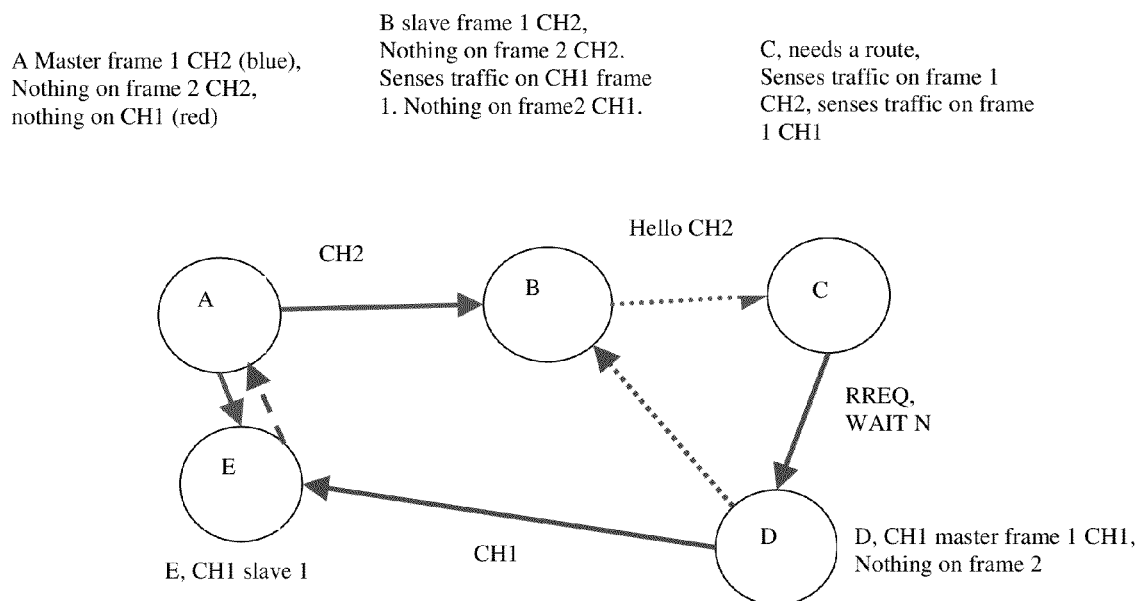 A Master frame 1 CH2 (blue),
Nothing on frame 2 CH2,
nothing on CH1 (red)
B slave frame 1 CH2,
Nothing on frame 2 CH2.
Senses traffic on CH1 frame
1. Nothing on frame2 CH1.
C, needs a route,
Senses traffic on frame 1
CH2, senses traffic on frame
1 CH1
Hello CH2
CH2
A
B
C
RREQ,
WAIT N
E
D
CH1
D, CH1 master frame 1 CH1,
Nothing on frame 2
E, CH1 slave 1